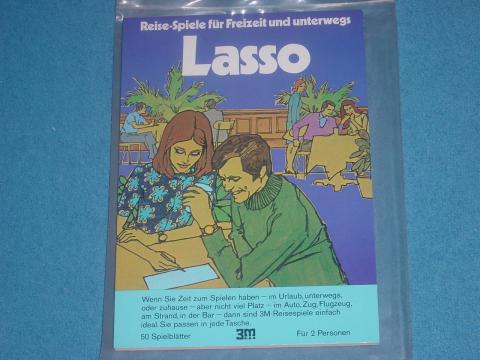 Reise-Spiele für Freizeit und unterwegs
Lasso
Wenn Sie Zeit zum Spielen haben – im Urlaub, unterwegs,
oder zuhause – aber nicht viel Platz – im Auto, Zug, Flugzeug,
am Strand, in der Bar – dann sind 3M-Reisespiele einfach
ideal. Sie passen in jede Tasche.
50 Spielblätter 3M Für 2 Personen